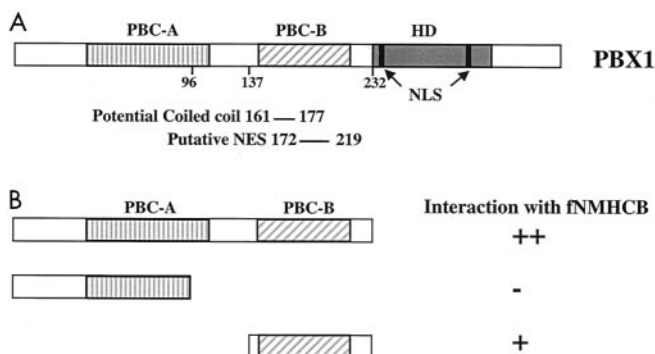 A
PBC-A PBC-B HD
PBX1
96 137 232
NLS
Potential Coiled coil 161 — 177
Putative NES 172 — 219
B
PBC-A PBC-B Interaction with fNMHCB
++
-
+